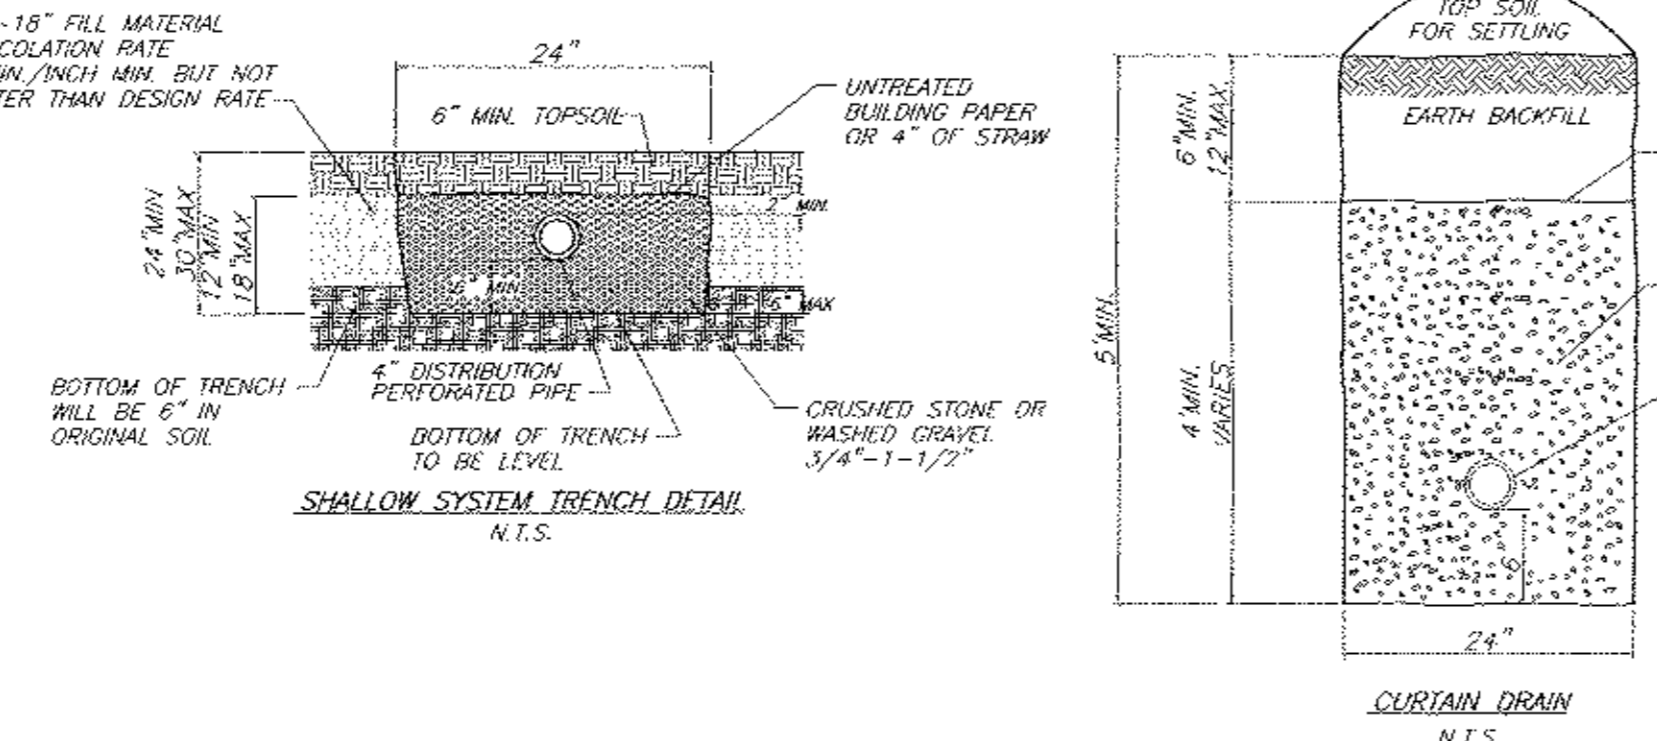 -18" FILL MATERIAL
COLATION RATE
IN./INCH MIN. BUT NOT
TER THAN DESIGN RATE
24"
6" MIN. TOPSOIL
UNTREATED
BUILDING PAPER
OR 4" OF STRAW
24"MIN
30"MAX
12"MIN
18"MAX
2" MIN.
6" MIN.
6" MAX
BOTTOM OF TRENCH
WILL BE 6" IN
ORIGINAL SOIL
4" DISTRIBUTION
PERFORATED PIPE
BOTTOM OF TRENCH
TO BE LEVEL
CRUSHED STONE OR
WASHED GRAVEL
3/4"-1-1/2"
SHALLOW SYSTEM TRENCH DETAIL
N.T.S.
TOP SOIL
FOR SETTLING
EARTH BACKFILL
6"MIN.
12"MAX
5'MIN.
4'MIN.
VARIES
6"
24"
CURTAIN DRAIN
N.T.S.